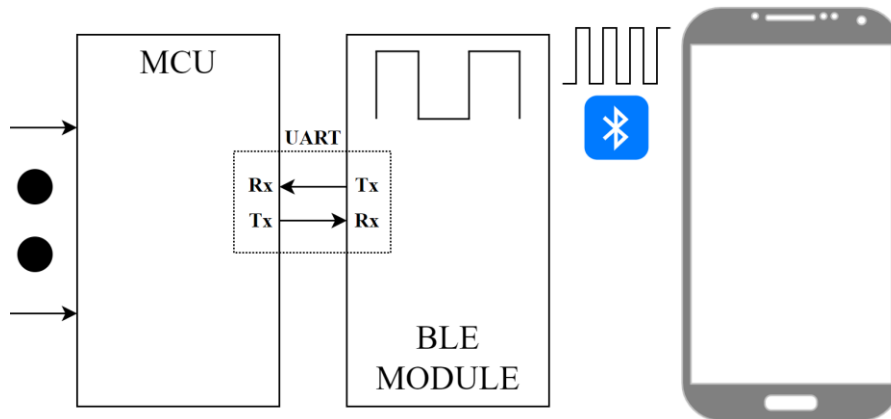 MCU
UART
Rx Tx
Tx Rx
BLE
MODULE